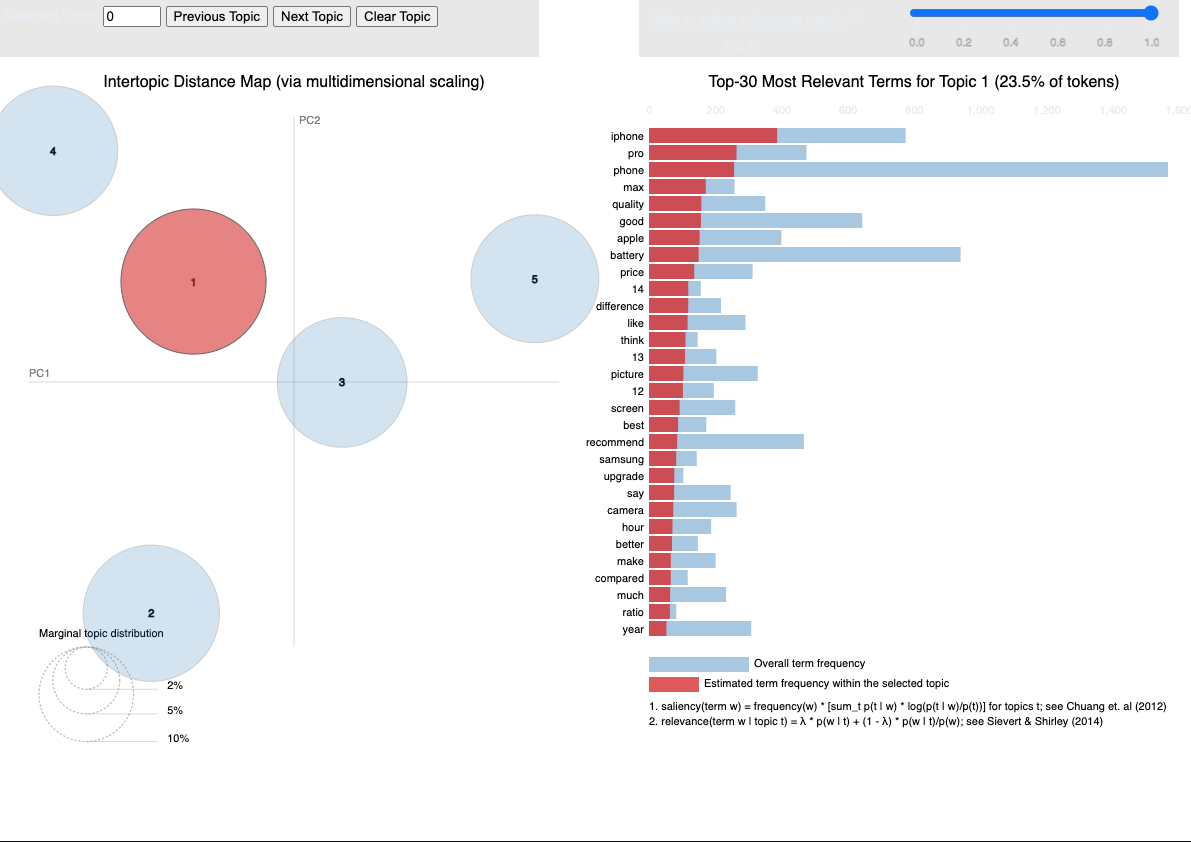 Selected Topic: 0 Previous Topic Next Topic Clear Topic
Slide to adjust relevance metric:(2)
λ = 1
0.0 0.2 0.4 0.6 0.8 1.0
Intertopic Distance Map (via multidimensional scaling)
PC2
PC1
4
1
5
3
2
Marginal topic distribution
2%
5%
10%
Top-30 Most Relevant Terms for Topic 1 (23.5% of tokens)
0 200 400 600 800 1,000 1,200 1,400 1,600
iphone
pro
phone
max
quality
good
apple
battery
price
14
difference
like
think
13
picture
12
screen
best
recommend
samsung
upgrade
say
camera
hour
better
make
compared
much
ratio
year
Overall term frequency
Estimated term frequency within the selected topic
1. saliency(term w) = frequency(w) * [sum_t p(t | w) * log(p(t | w)/p(t))] for topics t; see Chuang et. al (2012)
2. relevance(term w | topic t) = λ * p(w | t) + (1 - λ) * p(w | t)/p(w); see Sievert & Shirley (2014)